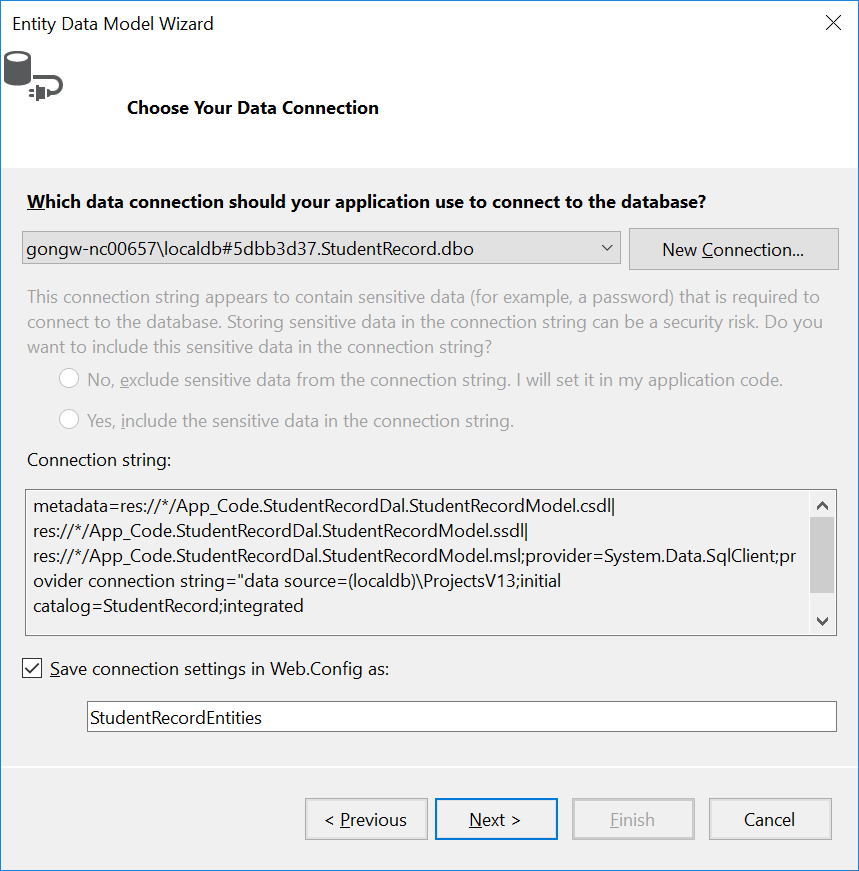 Entity Data Model Wizard
Choose Your Data Connection
Which data connection should your application use to connect to the database?
gongw-nc00657\localdb#5dbb3d37.StudentRecord.dbo
New Connection...
This connection string appears to contain sensitive data (for example, a password) that is required to
connect to the database. Storing sensitive data in the connection string can be a security risk. Do you
want to include this sensitive data in the connection string?
No, exclude sensitive data from the connection string. I will set it in my application code.
Yes, include the sensitive data in the connection string.
Connection string:
metadata=res://*/App_Code.StudentRecordDal.StudentRecordModel.csdl|
res://*/App_Code.StudentRecordDal.StudentRecordModel.ssdl|
res://*/App_Code.StudentRecordDal.StudentRecordModel.msl;provider=System.Data.SqlClient;pr
ovider connection string="data source=(localdb)\ProjectsV13;initial
catalog=StudentRecord;integrated
Save connection settings in Web.Config as:
StudentRecordEntities
< Previous
Next >
Finish
Cancel